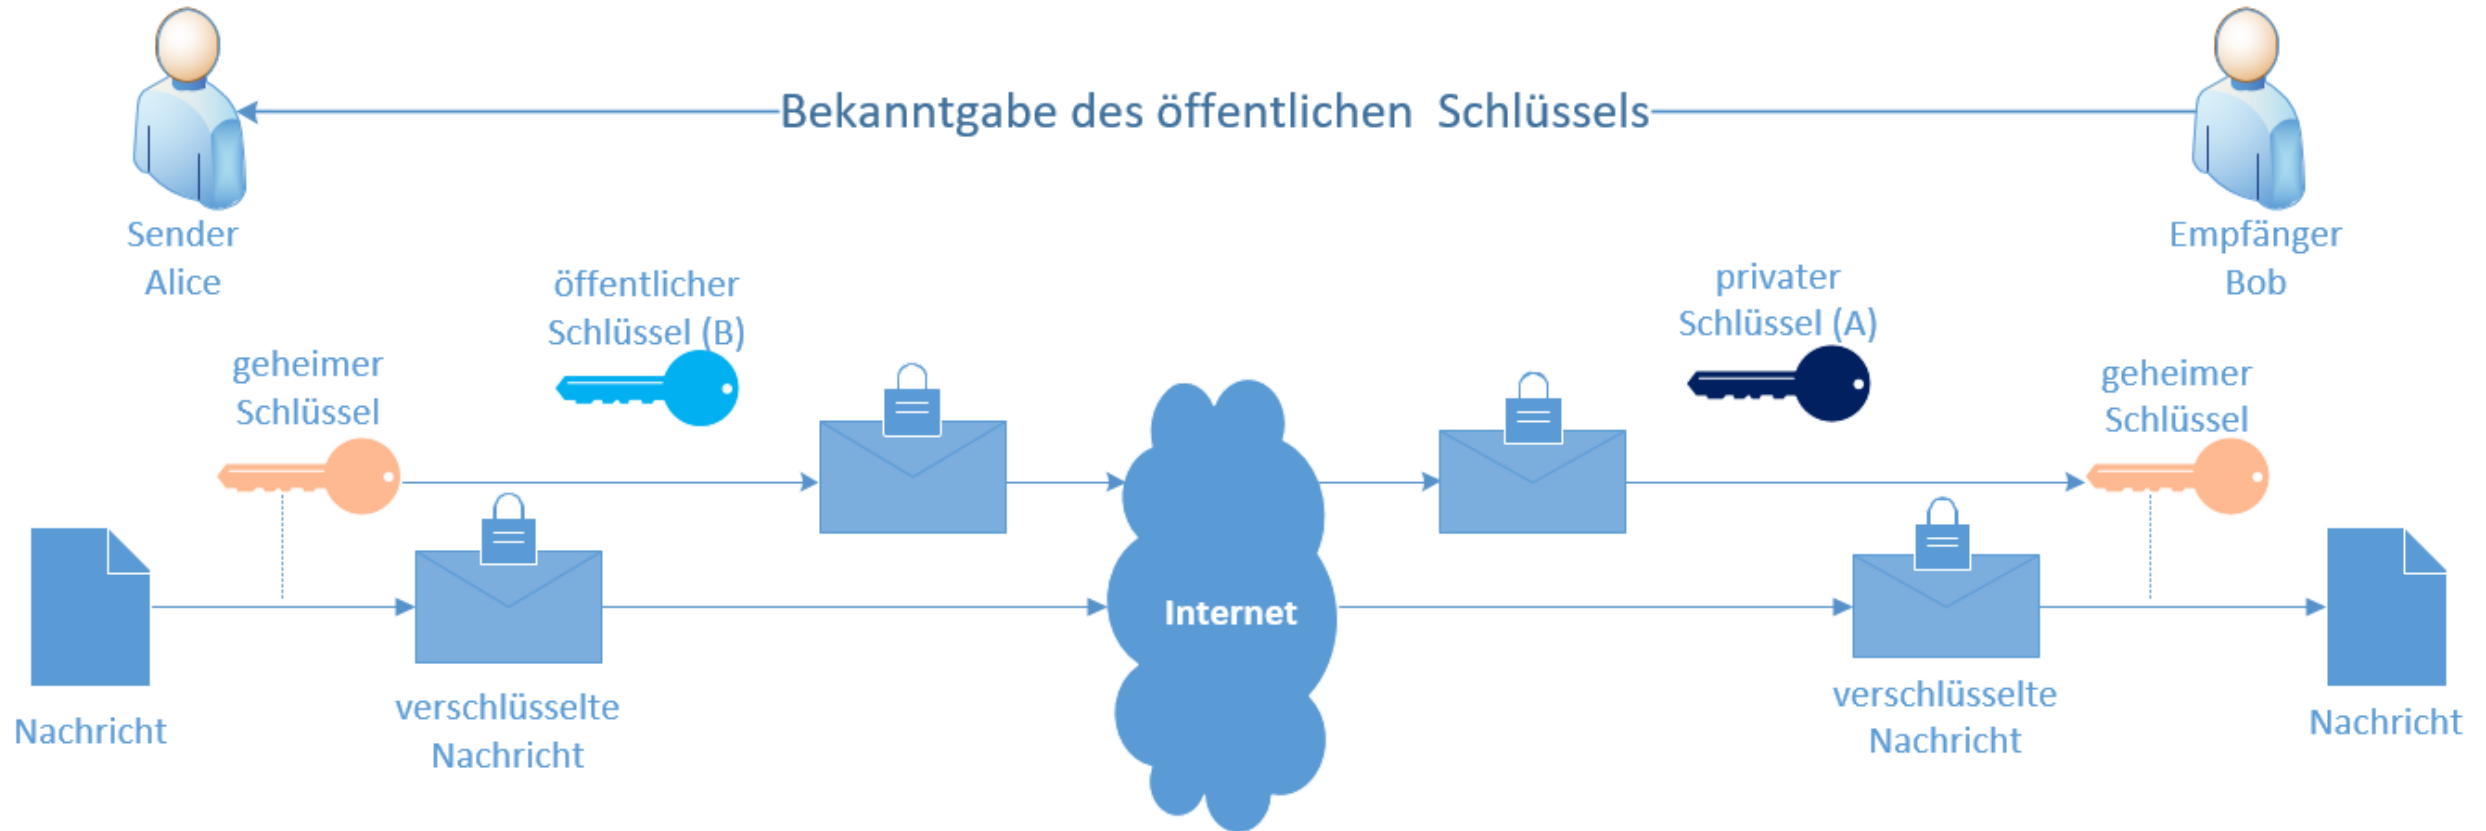 Bekanntgabe des öffentlichen Schlüssels
Sender
Alice
Empfänger
Bob
öffentlicher
Schlüssel (B)
privater
Schlüssel (A)
geheimer
Schlüssel
geheimer
Schlüssel
Internet
Nachricht
verschlüsselte
Nachricht
verschlüsselte
Nachricht
Nachricht